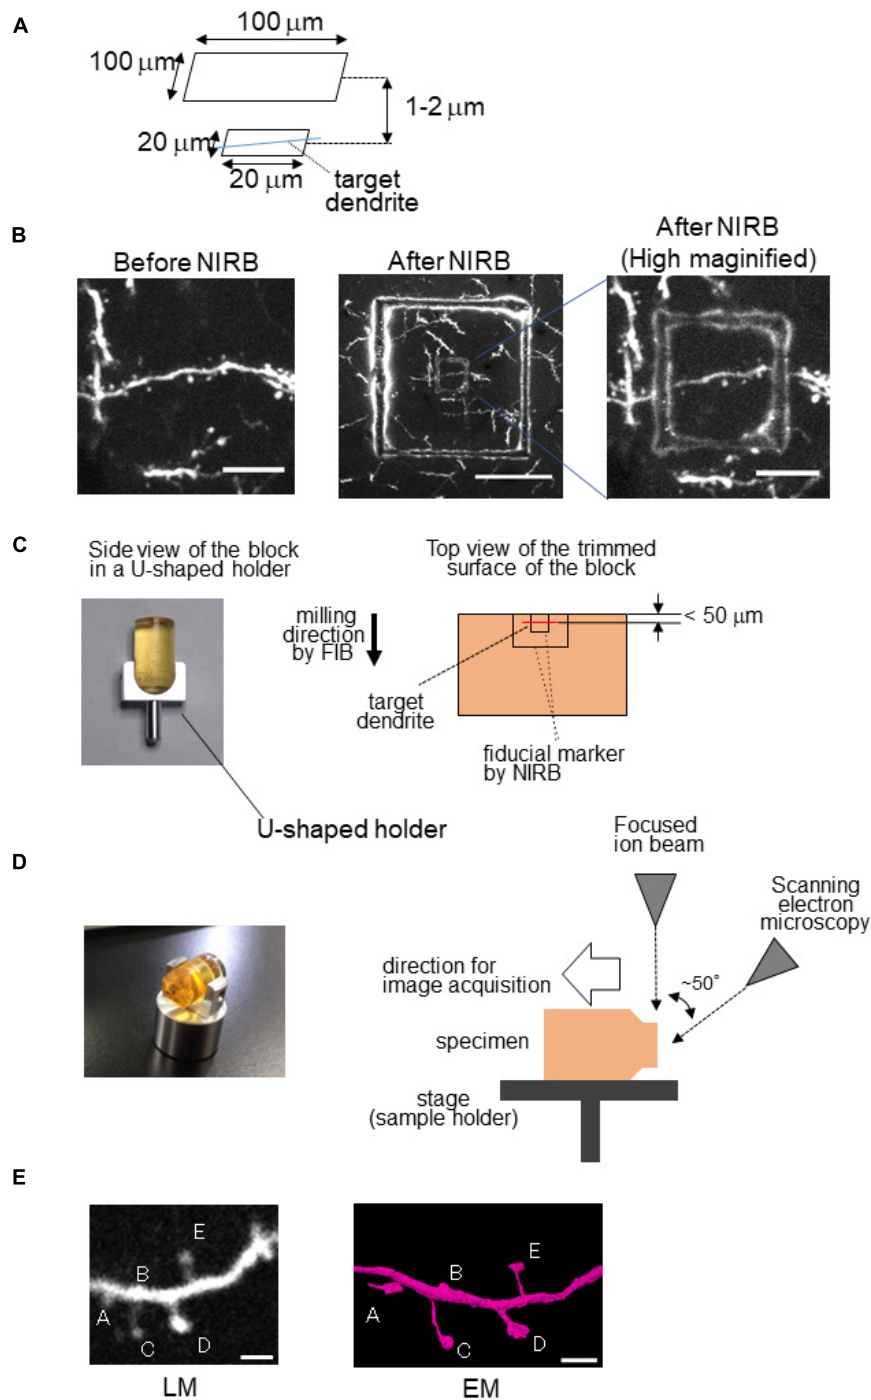 A
100 μm
100 μm
1-2 μm
20 μm
20 μm
target
dendrite
B
Before NIRB
After NIRB
After NIRB
(High maginified)
C
Side view of the block
in a U-shaped holder
Top view of the trimmed
surface of the block
milling
direction
by FIB
< 50 μm
target
dendrite
fiducial marker
by NIRB
U-shaped holder
D
Focused
ion beam
Scanning
electron
microscopy
direction for
image acquisition
~50°
specimen
stage
(sample holder)
E
E
B
A
C
D
LM
E
B
A
C
D
EM